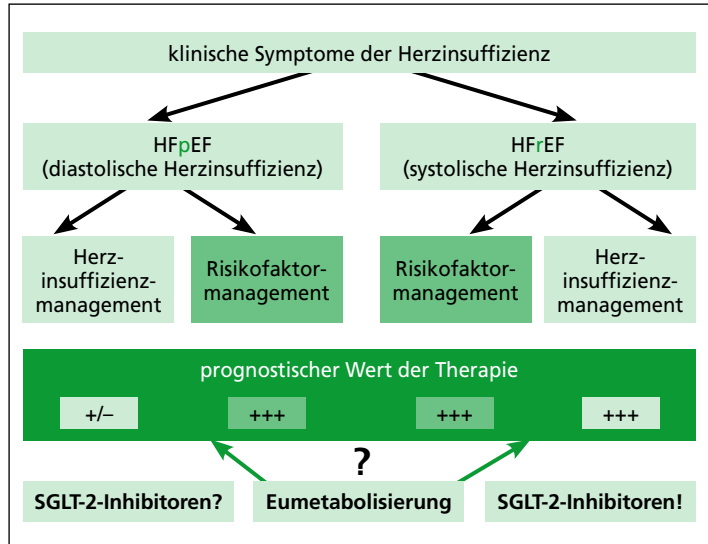 klinische Symptome der Herzinsuffizienz
HFpEF
(diastolische Herzinsuffizienz)
HFrEF
(systolische Herzinsuffizienz)
Herz-
insuffizienz-
management
Risikofaktor-
management
Risikofaktor-
management
Herz-
insuffizienz-
management
prognostischer Wert der Therapie
+/–
+++
+++
+++
?
SGLT-2-Inhibitoren?
Eumetabolisierung
SGLT-2-Inhibitoren!